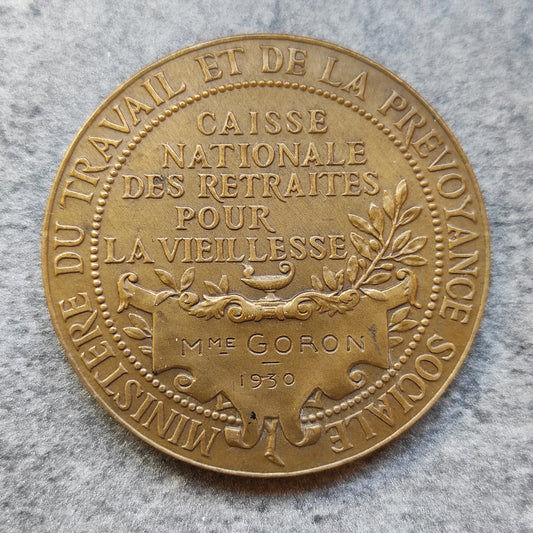 MINISTERE DU TRAVAIL ET DE LA PREVOYANCE SOCIALE
CAISSE
NATIONALE
DES RETRAITES
POUR
LA VIEILLESSE
MME GORON
1930